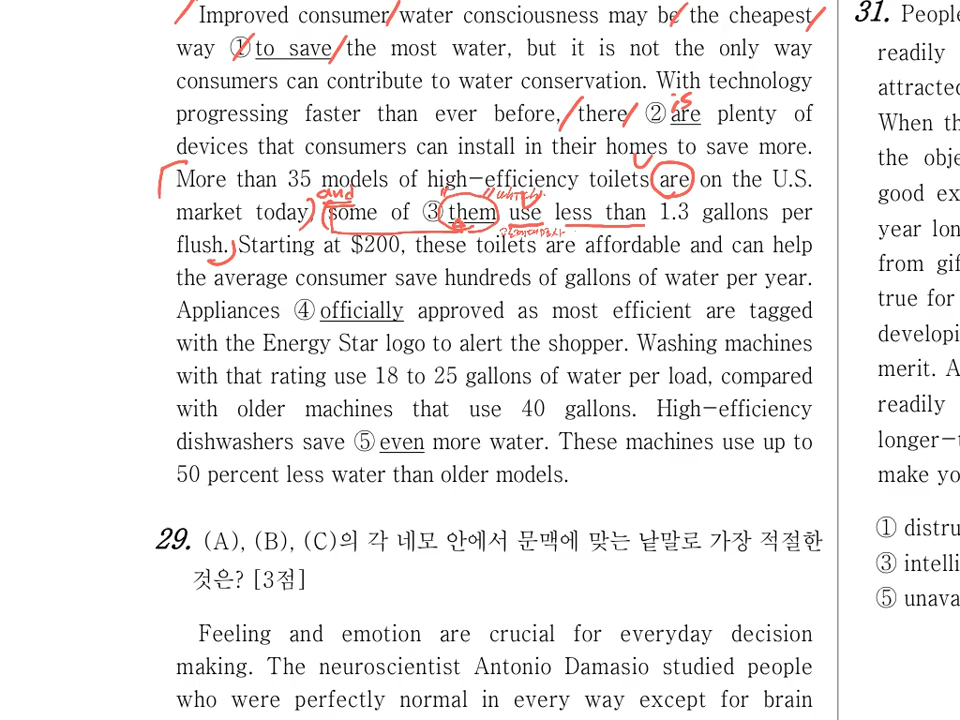 Improved consumer water consciousness may be the cheapest
way ① to save the most water, but it is not the only way
consumers can contribute to water conservation. With technology
is
progressing faster than ever before, there ② are plenty of
devices that consumers can install in their homes to save more.
More than 35 models of high-efficiency toilets are on the U.S.
and
market today, some of ③ them use less than 1.3 gallons per
flush. Starting at $200, these toilets are affordable and can help
the average consumer save hundreds of gallons of water per year.
Appliances ④ officially approved as most efficient are tagged
with the Energy Star logo to alert the shopper. Washing machines
with that rating use 18 to 25 gallons of water per load, compared
with older machines that use 40 gallons. High-efficiency
dishwashers save ⑤ even more water. These machines use up to
50 percent less water than older models.
29. (A), (B), (C)의 각 네모 안에서 문맥에 맞는 낱말로 가장 적절한
것은? [3점]
Feeling and emotion are crucial for everyday decision
making. The neuroscientist Antonio Damasio studied people
who were perfectly normal in every way except for brain
31. People
readily
attracted
When th
the obje
good ex
year lon
from gif
true for
developi
merit. A
readily
longer-t
make yo
① distru
③ intelli
⑤ unava